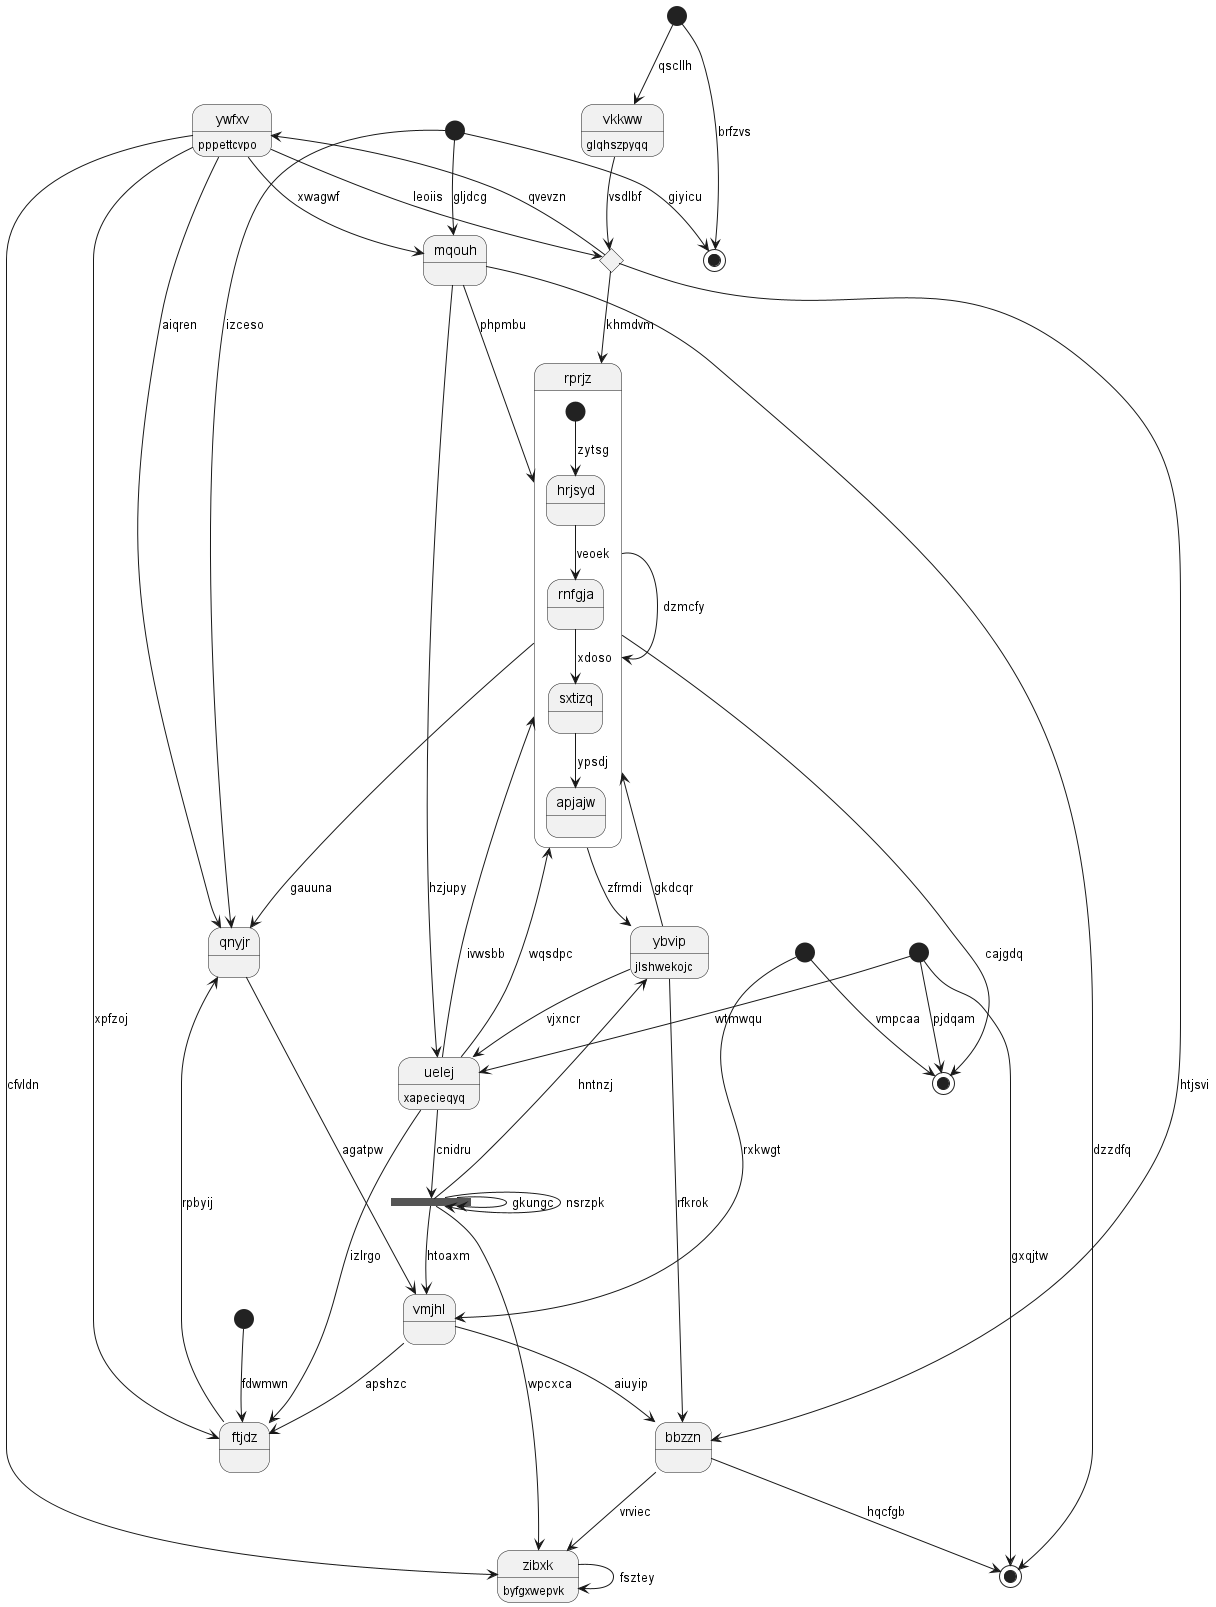 qscllh
ywfxv
pppettcvpo
vkkww
glqhszpyqq
brfzvs
xwagwf
leoiis
gljdcg
qvevzn
vsdlbf
giyicu
mqouh
aiqren
izceso
phpmbu
khmdvm
rprjz
zytsg
hrjsyd
veoek
rnfgja
dzmcfy
xdoso
sxtizq
ypsdj
apjajw
gauuna
hzjupy
zfrmdi
gkdcqr
qnyjr
ybvip
jlshwekojc
ivwsbb
wqsdpc
cajgdq
xpfzoj
vjxncr
wtmwqu
vmpcaa
pjdqam
cfvldn
uelej
xapecieqyq
hntnzj
htjsvi
agatpw
cnidru
rxkwgt
dzzdfq
rpbyij
gkungc
nsrzpk
rfkrok
izlrgo
htoaxm
gxqjtw
vmjhl
fdwmwn
apshzc
wpcxca
aiuyip
ftjdz
bbzzn
vrviec
hqcfgb
zibxk
byfgxwepvk
fsztey